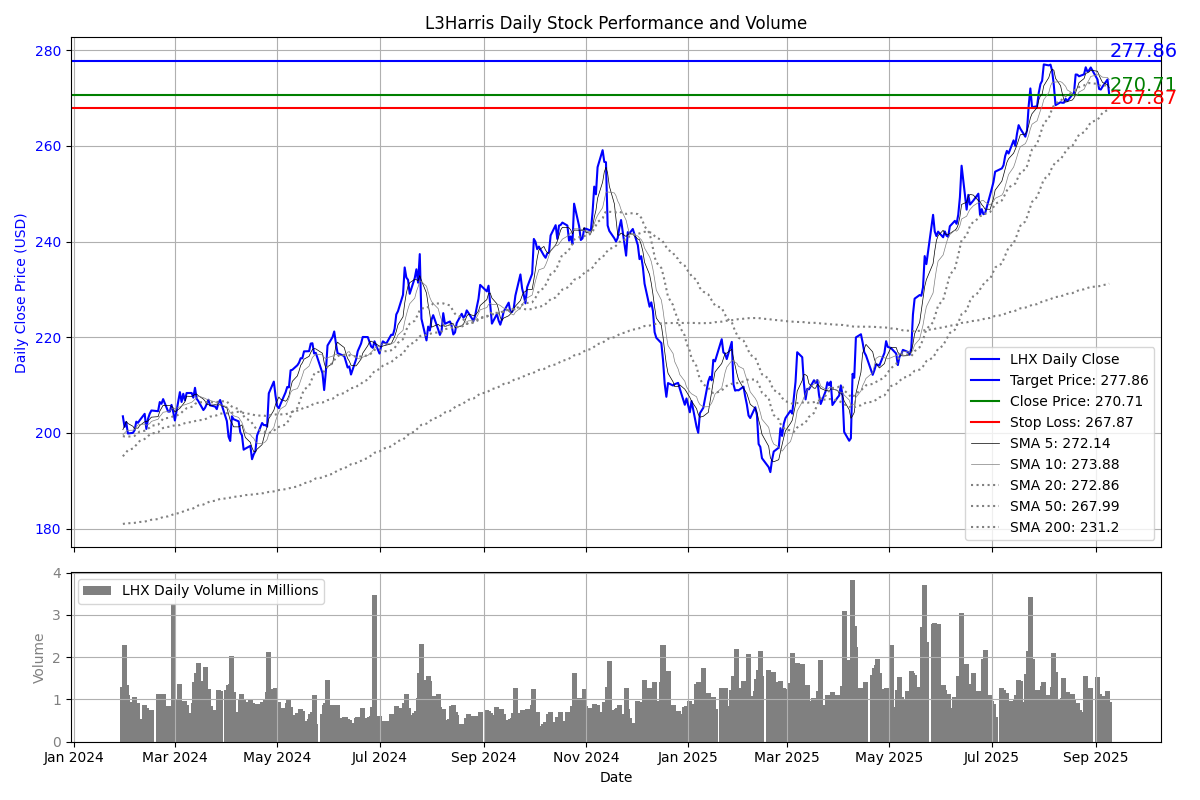 L3Harris Daily Stock Performance and Volume
280
260
240
220
200
180
Daily Close Price (USD)
277.86
270.71
267.87
LHX Daily Close
Target Price: 277.86
Close Price: 270.71
Stop Loss: 267.87
SMA 5: 272.14
SMA 10: 273.88
SMA 20: 272.86
SMA 50: 267.99
SMA 200: 231.2
4
3
2
1
0
Volume
LHX Daily Volume in Millions
Jan 2024 Mar 2024 May 2024 Jul 2024 Sep 2024 Nov 2024 Jan 2025 Mar 2025 May 2025 Jul 2025 Sep 2025
Date